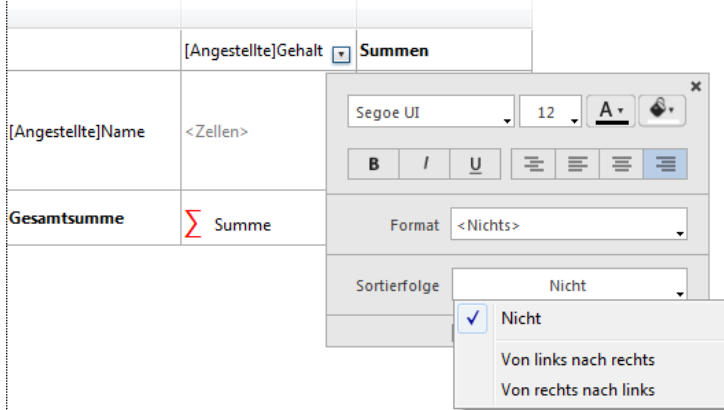 [Angestellte]Gehalt Summen
Segoe UI 12 A
[Angestellte]Name <Zellen>
B I U
Gesamtsumme Σ Summe
Format <Nichts>
Sortierfolge Nicht
Nicht
Von links nach rechts
Von rechts nach links